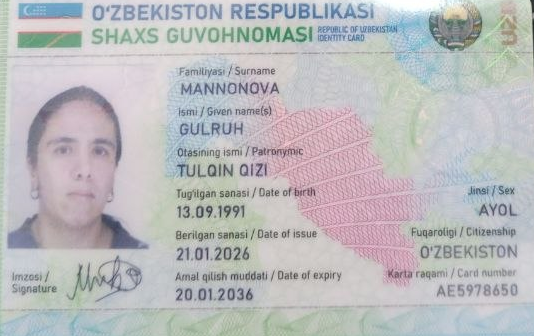 O'ZBEKISTON RESPUBLIKASI
SHAXS GUVOHNOMASI
REPUBLIC OF UZBEKISTAN
IDENTITY CARD
Familiyasi / Surname
MANNONOVA
Ismi / Given name(s)
GULRUH
Otasining ismi / Patronymic
TULQIN QIZI
Tug'ilgan sanasi / Date of birth
13.09.1991
Jinsi / Sex
AYOL
Berilgan sanasi / Date of issue
21.01.2026
Fuqaroligi / Citizenship
O'ZBEKISTON
Imzosi /
Signature
Amal qilish muddati / Date of expiry
20.01.2036
Karta raqami / Card number
AE5978650